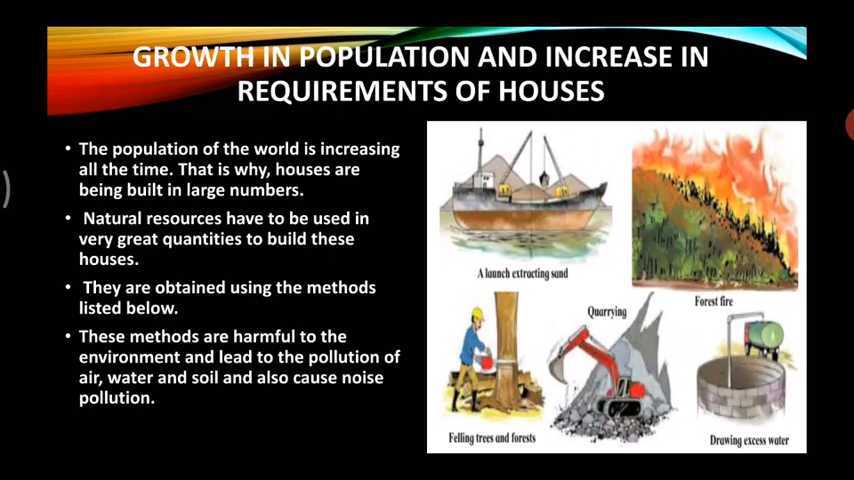 GROWTH IN POPULATION AND INCREASE IN
REQUIREMENTS OF HOUSES
• The population of the world is increasing
all the time. That is why, houses are
being built in large numbers.
• Natural resources have to be used in
very great quantities to build these
houses.
• They are obtained using the methods
listed below.
• These methods are harmful to the
environment and lead to the pollution of
air, water and soil and also cause noise
pollution.
A launch extracting sand
Forest fire
Quarrying
Felling trees and forests
Drawing excess water